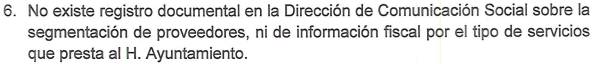 6. No existe registro documental en la Dirección de Comunicación Social sobre la
segmentación de proveedores, ni de información fiscal por el tipo de servicios
que presta al H. Ayuntamiento.